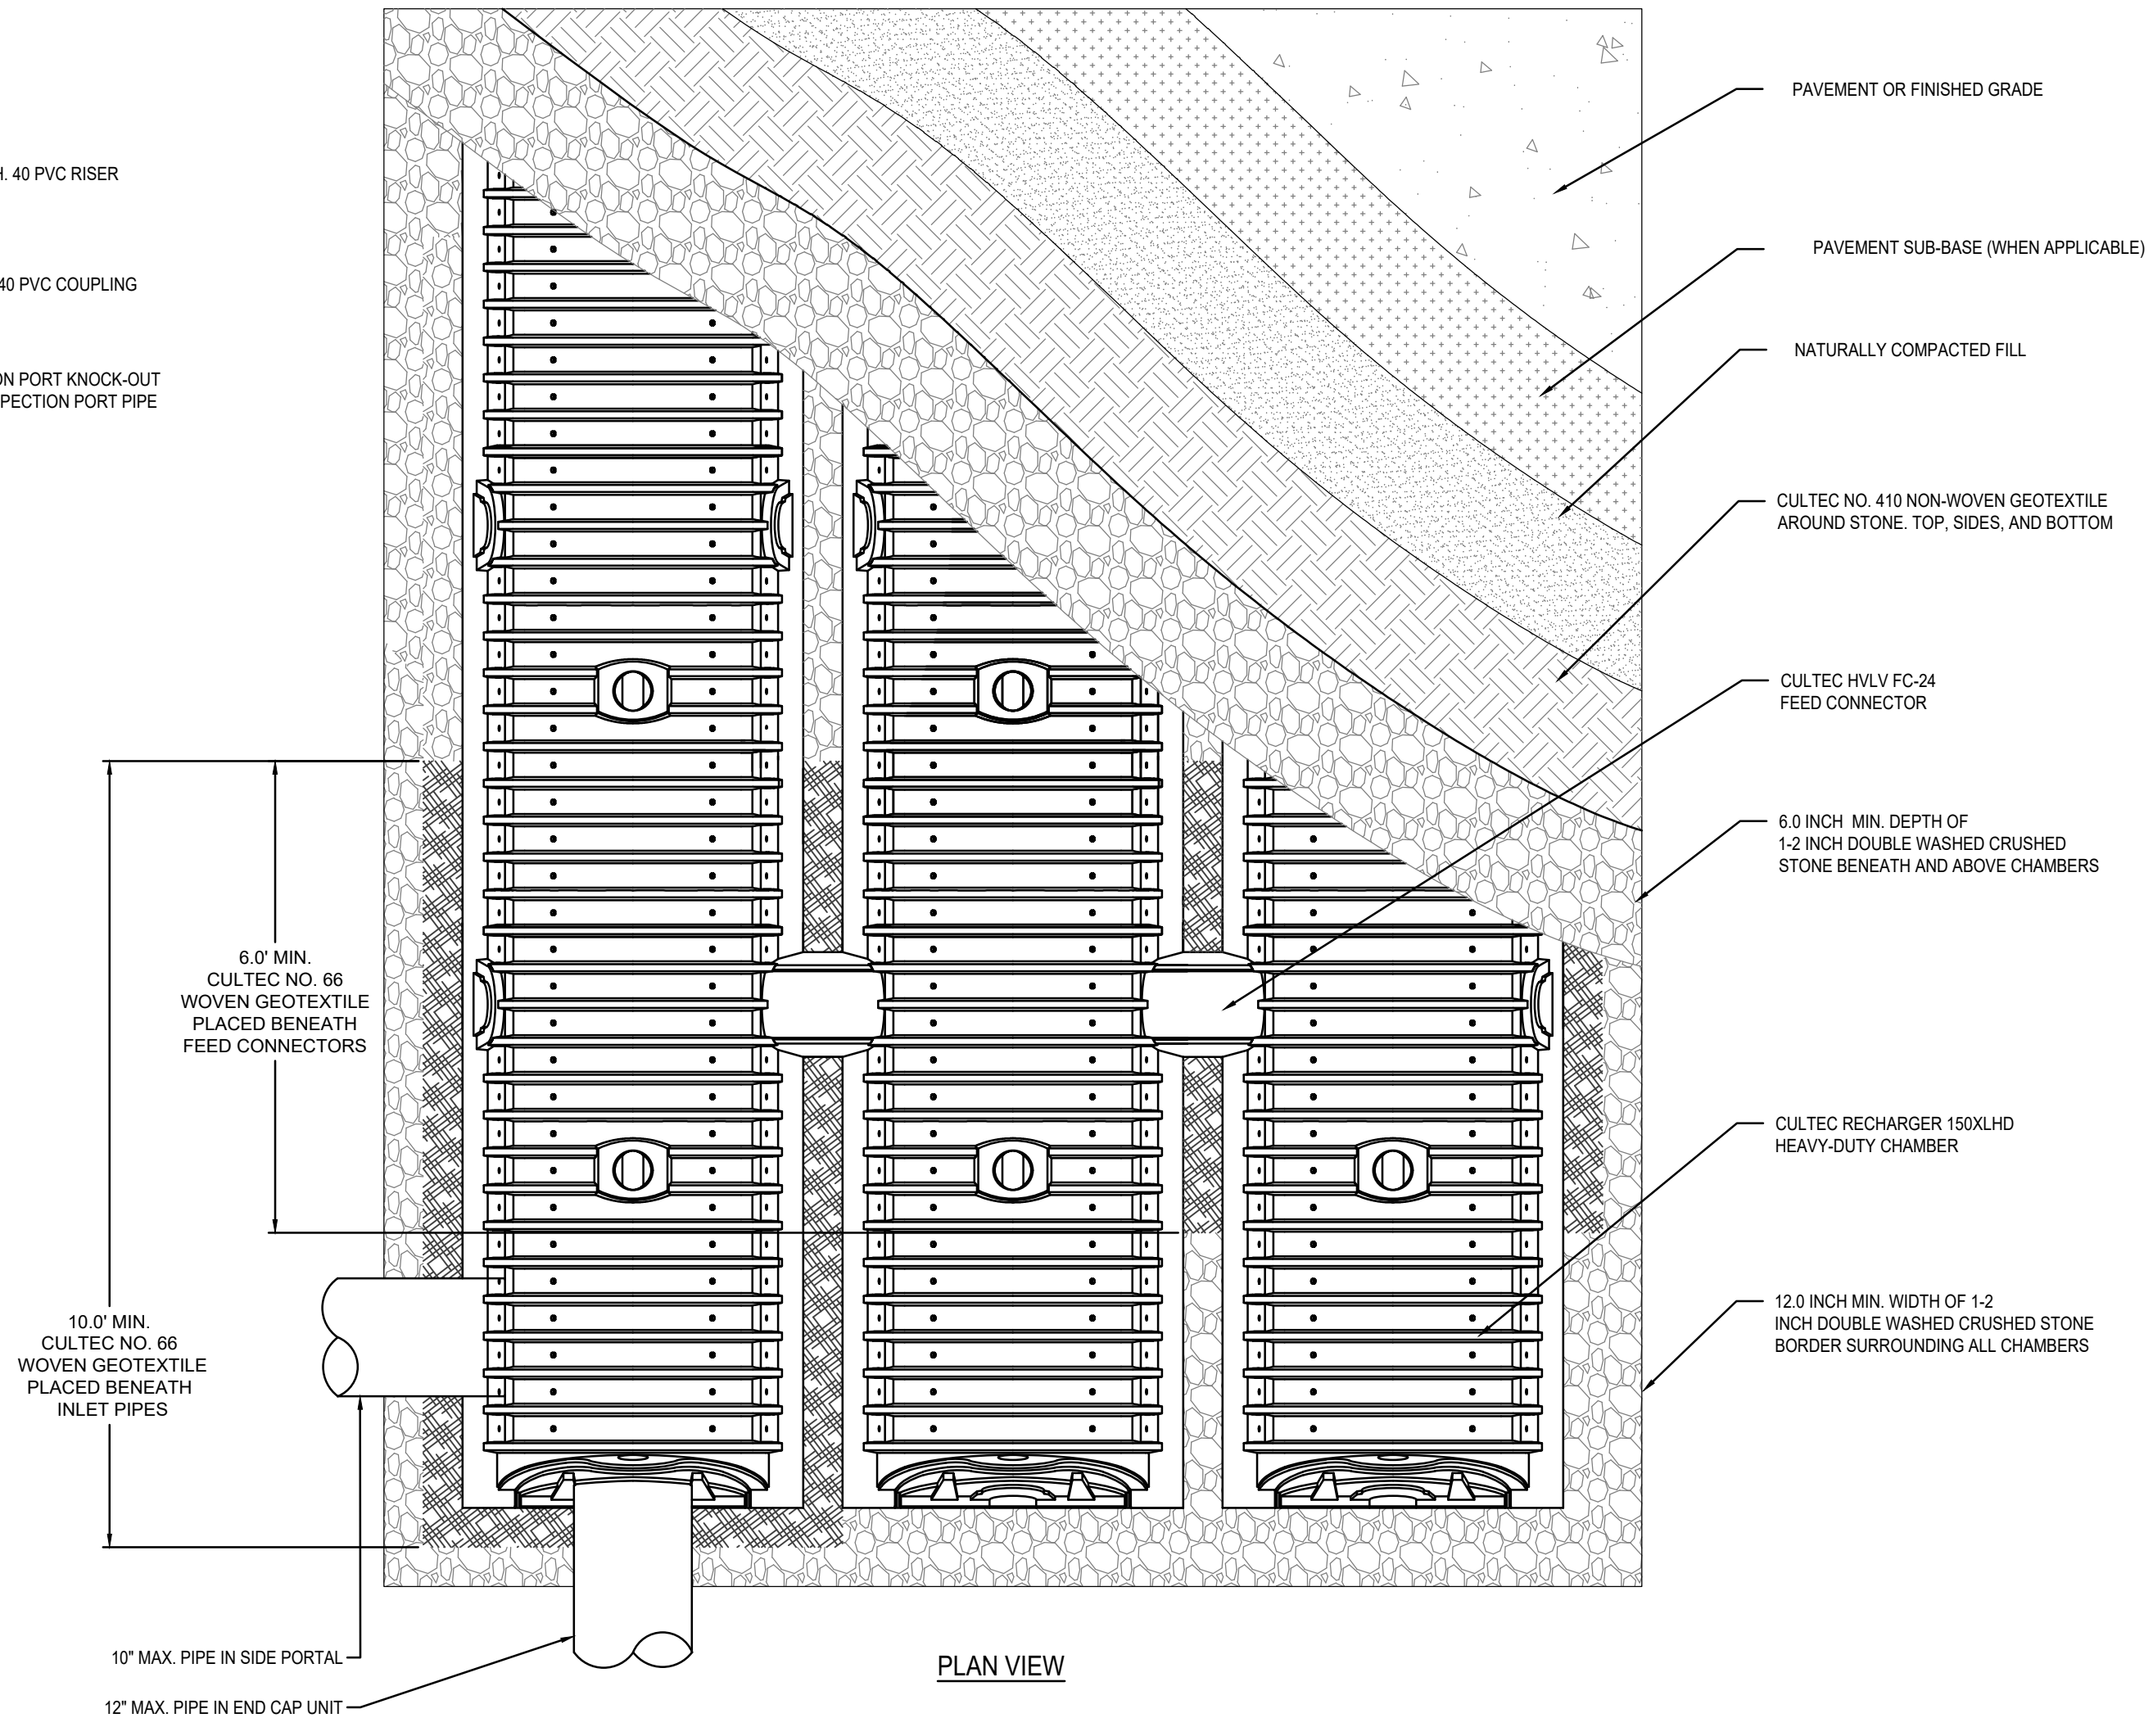 40 PVC RISER
40 PVC COUPLING
PORT KNOCK-OUT
PORT PIPE
6.0' MIN.
CULTEC NO. 66
WOVEN GEOTEXTILE
PLACED BENEATH
FEED CONNECTORS
10.0' MIN.
CULTEC NO. 66
WOVEN GEOTEXTILE
PLACED BENEATH
INLET PIPES
10" MAX. PIPE IN SIDE PORTAL
12" MAX. PIPE IN END CAP UNIT
PLAN VIEW
PAVEMENT OR FINISHED GRADE
PAVEMENT SUB-BASE (WHEN APPLICABLE)
NATURALLY COMPACTED FILL
CULTEC NO. 410 NON-WOVEN GEOTEXTILE
AROUND STONE. TOP, SIDES, AND BOTTOM
CULTEC HVLV FC-24
FEED CONNECTOR
6.0 INCH MIN. DEPTH OF
1-2 INCH DOUBLE WASHED CRUSHED
STONE BENEATH AND ABOVE CHAMBERS
CULTEC RECHARGER 150XLHD
HEAVY-DUTY CHAMBER
12.0 INCH MIN. WIDTH OF 1-2
INCH DOUBLE WASHED CRUSHED STONE
BORDER SURROUNDING ALL CHAMBERS